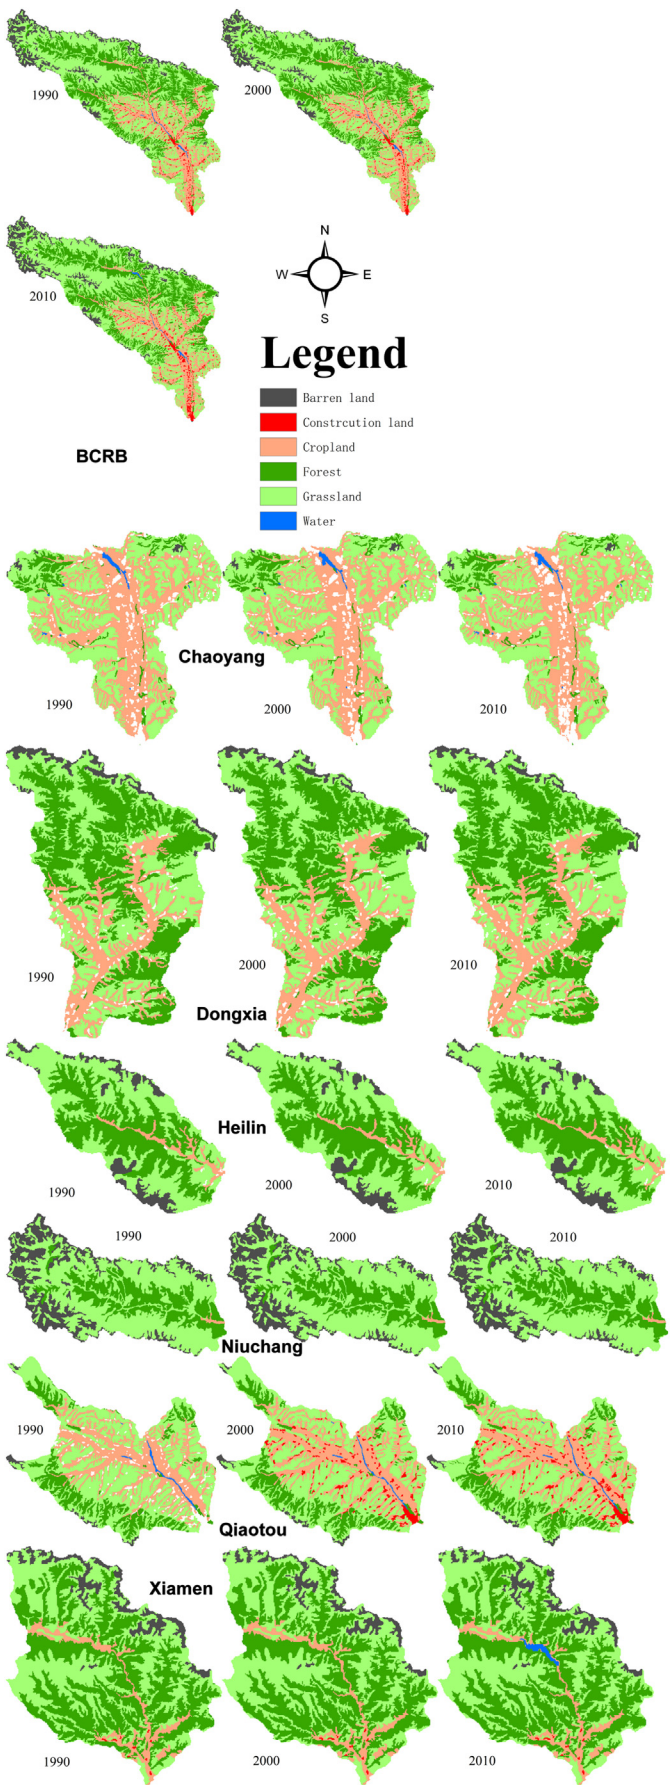 1990
2000
2010
N
W E
S
Legend
Barren land
Constrcution land
Cropland
Forest
Grassland
Water
BCRB
Chaoyang
1990
2000
2010
1990
2000
2010
Dongxia
Heilin
1990
2000
2010
1990
2000
2010
Niuchang
1990
2000
2010
Qiaotou
Xiamen
1990
2000
2010